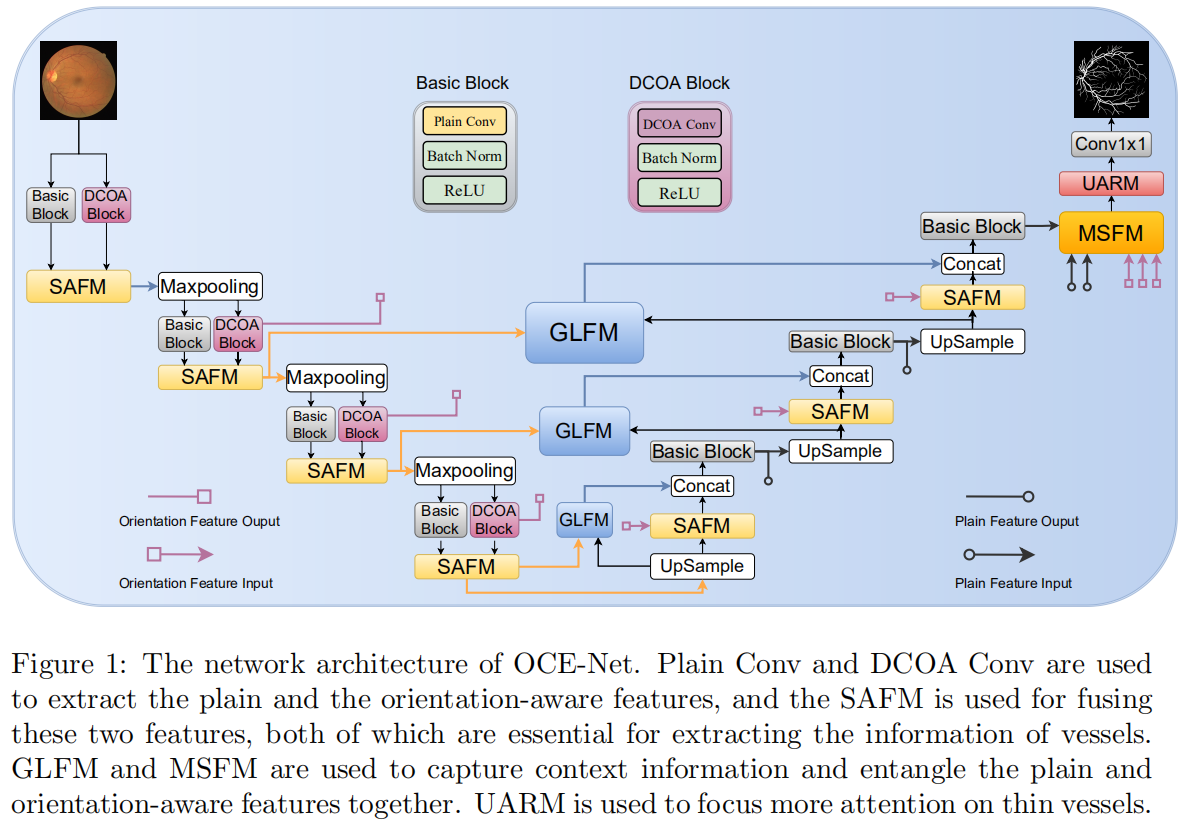 Basic Block
DCOA Block
Plain Conv
Batch Norm
ReLU
DCOA Conv
Batch Norm
ReLU
Conv1x1
UARM
MSFM
Basic
Block
DCOA
Block
SAFM
Maxpooling
Basic
Block
DCOA
Block
SAFM
Maxpooling
Basic
Block
DCOA
Block
SAFM
Maxpooling
Basic
Block
DCOA
Block
SAFM
GLFM
GLFM
GLFM
Basic Block
Concat
SAFM
UpSample
Basic Block
Concat
SAFM
UpSample
Basic Block
Concat
SAFM
UpSample
Orientation Feature Ouput
Orientation Feature Input
Plain Feature Ouput
Plain Feature Input
Figure 1: The network architecture of OCE-Net. Plain Conv and DCOA Conv are used
to extract the plain and the orientation-aware features, and the SAFM is used for fusing
these two features, both of which are essential for extracting the information of vessels.
GLFM and MSFM are used to capture context information and entangle the plain and
orientation-aware features together. UARM is used to focus more attention on thin vessels.